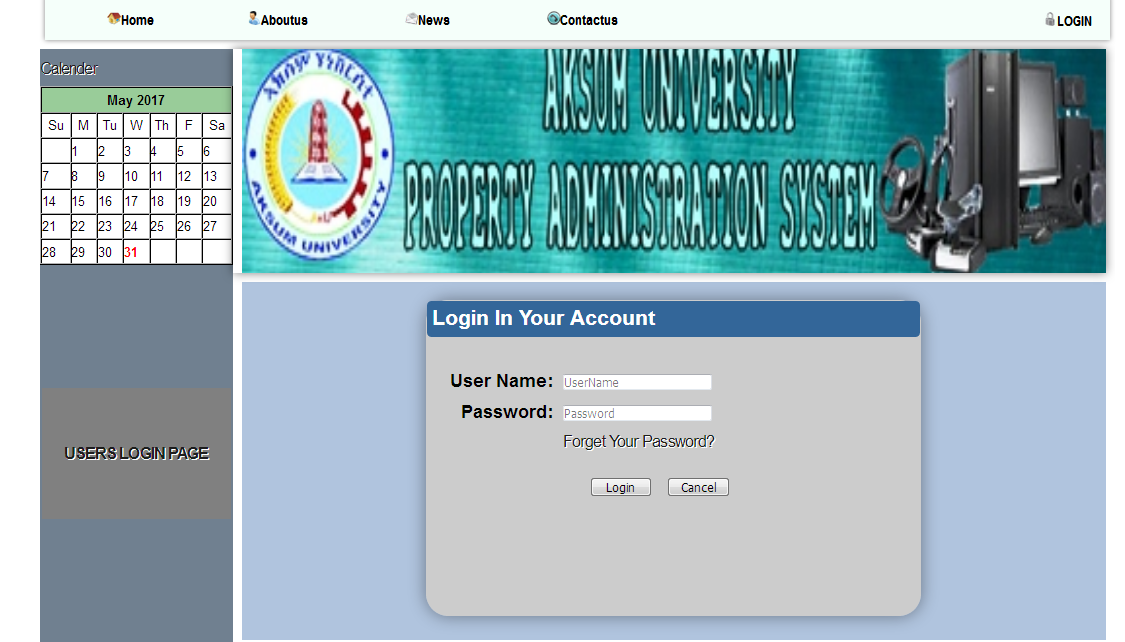 Home Aboutus News Contactus LOGIN
Calender
May 2017
Su M Tu W Th F Sa
1 2 3 4 5 6
7 8 9 10 11 12 13
14 15 16 17 18 19 20
21 22 23 24 25 26 27
28 29 30 31
USERS LOGIN PAGE
አክሱም ዩኒቨርሲቲ
AKSUM UNIVERSITY
AKSUM UNIVERSITY
PROPERTY ADMINISTRATION SYSTEM
Login In Your Account
User Name: UserName
Password: Password
Forget Your Password?
Login Cancel